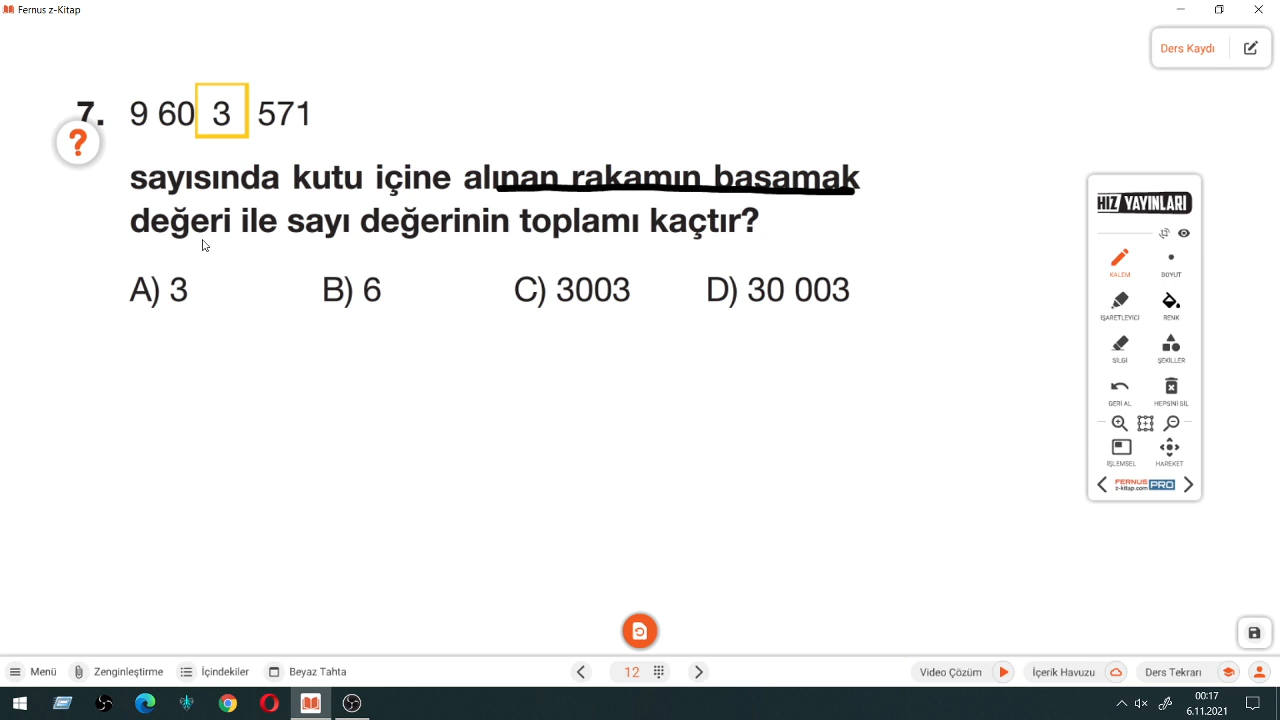 Fernus z-Kitap
Ders Kaydı
7. 9 60 3 571
?
sayısında kutu içine alınan rakamın basamak
değeri ile sayı değerinin toplamı kaçtır?
A) 3 B) 6 C) 3003 D) 30 003
HIZ YAYINLARI
KALEM BOYUT
İŞARETLEYİCİ RENK
SİLGİ ŞEKİLLER
GERİ AL HEPSİNİ SİL
İŞLEMSEL HAREKET
FERNUS z-kitap.com PRO
Menü Zenginleştirme İçindekiler Beyaz Tahta 12 Video Çözüm İçerik Havuzu Ders Tekrarı
00:17
6.11.2021